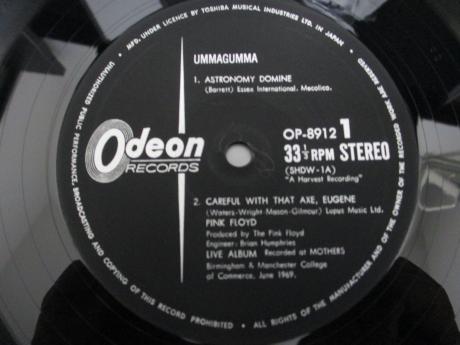 • MFD. UNDER LICENCE BY TOSHIBA MUSICAL INDUSTRIES LTD. IN JAPAN •
ALL RIGHTS OF THE MANUFACTURER AND OF THE OWNER OF THE RECORDED WORK ARE RESERVED
UNAUTHORIZED PUBLIC PERFORMANCE, BROADCASTING AND COPYING OF THIS RECORD PROHIBITED •
UMMAGUMMA
1. ASTRONOMY DOMINE
(Barrett) Essex International, Mecolico.
Odeon
RECORDS
OP-8912 1
33 1/3 RPM STEREO
(SHDW-1A)
"A Harvest Recording"
2. CAREFUL WITH THAT AXE, EUGENE
(Waters-Wright-Mason-Gilmour) Lupus Music Ltd.
PINK FLOYD
Produced by The Pink Floyd
Engineer: Brian Humphries
LIVE ALBUM Recorded at MOTHERS
Birmingham & Manchester College
of Commerce, June 1969.